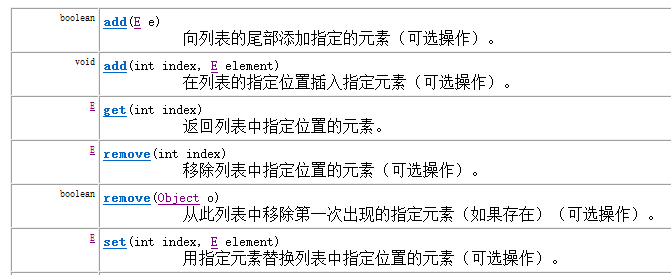 boolean add(E e)
向列表的尾部添加指定的元素（可选操作）。
void add(int index, E element)
在列表的指定位置插入指定元素（可选操作）。
E get(int index)
返回列表中指定位置的元素。
E remove(int index)
移除列表中指定位置的元素（可选操作）。
boolean remove(Object o)
从此列表中移除第一次出现的指定元素（如果存在）（可选操作）。
E set(int index, E element)
用指定元素替换列表中指定位置的元素（可选操作）。